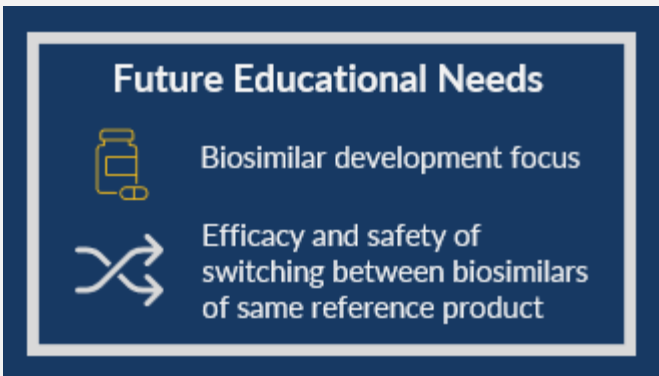 Future Educational Needs
Biosimilar development focus
Efficacy and safety of
switching between biosimilars
of same reference product